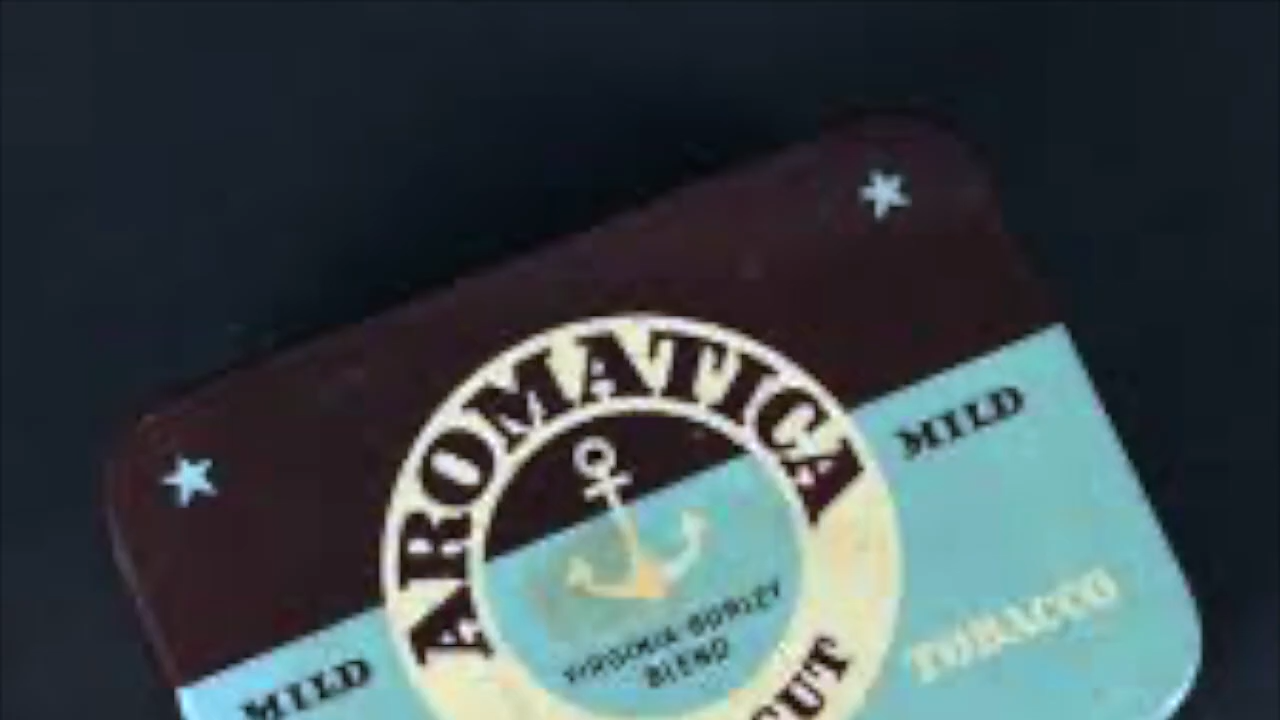 AROMATICA
MILD
MILD
VIRGINIA BURLEY
BLEND
TOBACCO
CUT